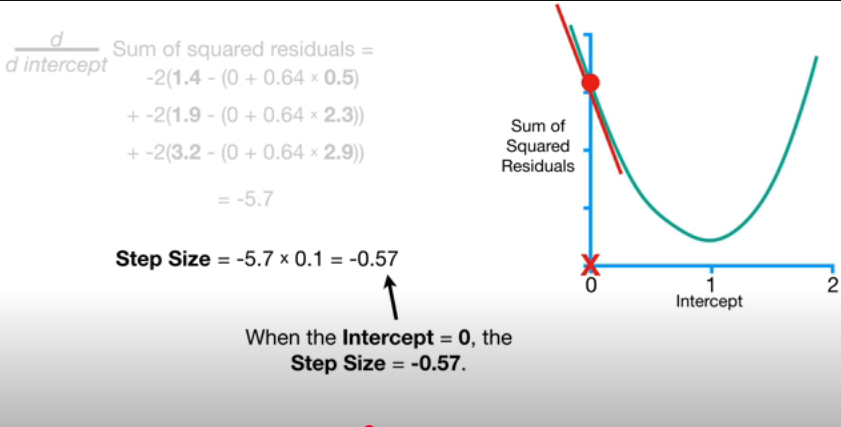 d
d intercept
Sum of squared residuals =
-2(1.4 - (0 + 0.64 × 0.5)
+ -2(1.9 - (0 + 0.64 × 2.3))
+ -2(3.2 - (0 + 0.64 × 2.9))
= -5.7
Step Size = -5.7 × 0.1 = -0.57
When the Intercept = 0, the
Step Size = -0.57.
Sum of
Squared
Residuals
X
0 1 2
Intercept